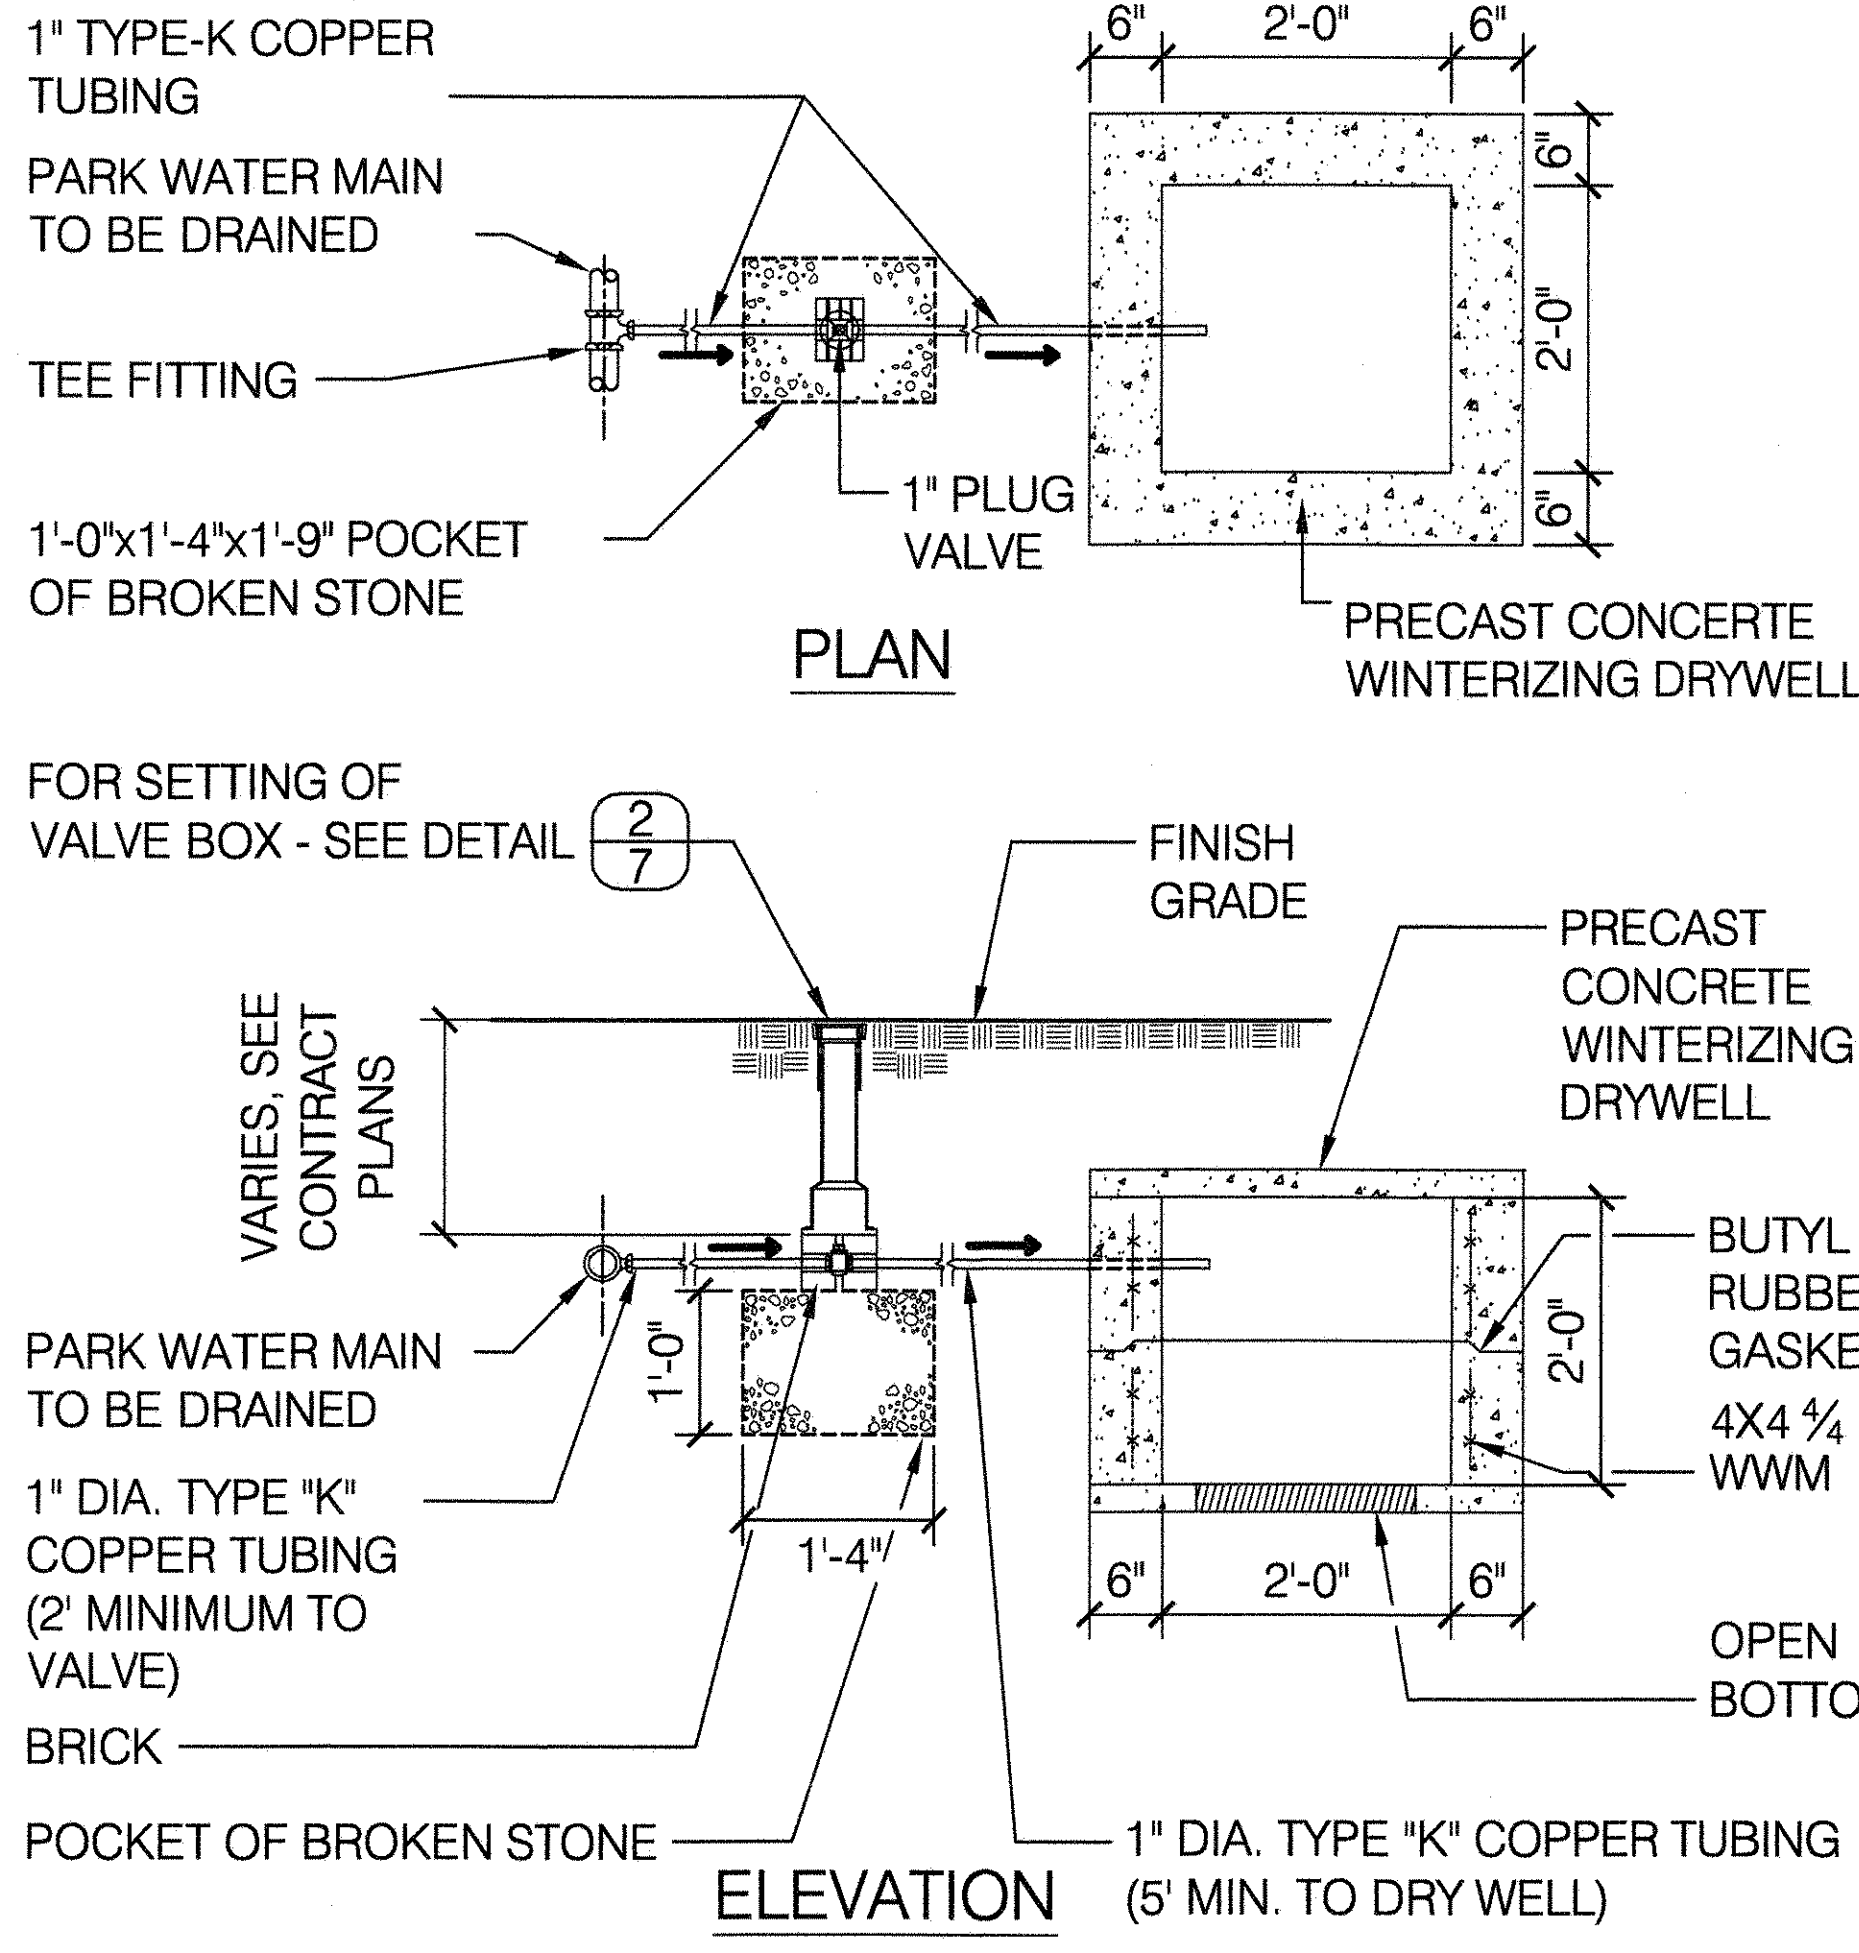 1" TYPE-K COPPER
TUBING
6" 2'-0" 6"
PARK WATER MAIN
TO BE DRAINED
6"
2'-0"
6"
TEE FITTING
1" PLUG
VALVE
1'-0"x1'-4"x1'-9" POCKET
OF BROKEN STONE
PRECAST CONCERTE
WINTERIZING DRYWELL
PLAN
FOR SETTING OF
VALVE BOX - SEE DETAIL
2
7
FINISH
GRADE
PRECAST
CONCRETE
WINTERIZING
DRYWELL
VARIES, SEE
CONTRACT
PLANS
BUTYL
RUBBE
GASKE
2'-0"
4X4 4/4
WWM
PARK WATER MAIN
TO BE DRAINED
1'-0"
1" DIA. TYPE "K"
COPPER TUBING
(2' MINIMUM TO
VALVE)
1'-4"
6" 2'-0" 6"
OPEN
BOTTO
BRICK
POCKET OF BROKEN STONE
1" DIA. TYPE "K" COPPER TUBING
(5' MIN. TO DRY WELL)
ELEVATION